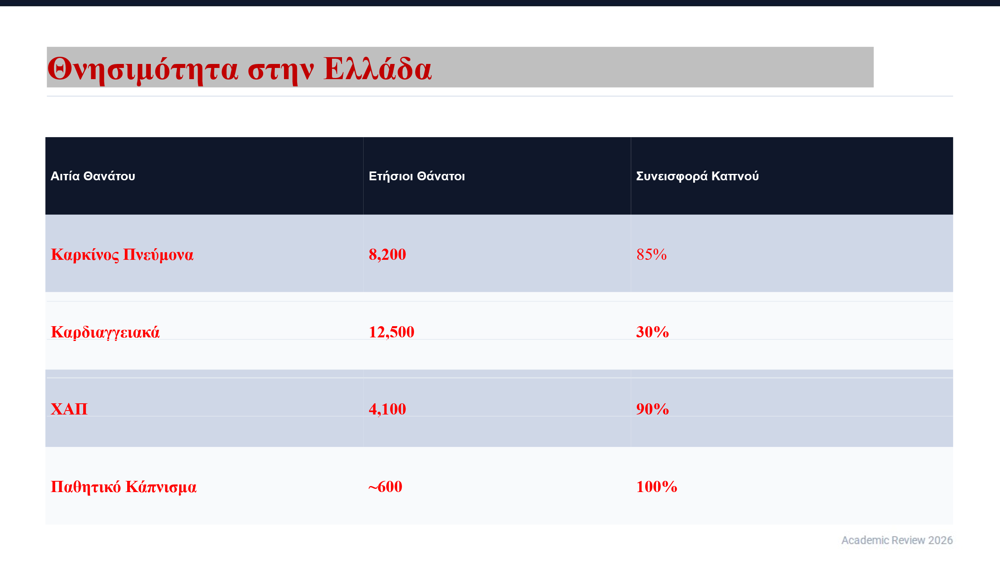 Θνησιμότητα στην Ελλάδα
Αιτία Θανάτου Ετήσιοι Θάνατοι Συνεισφορά Καπνού
Καρκίνος Πνεύμονα 8,200 85%
Καρδιαγγειακά 12,500 30%
ΧΑΠ 4,100 90%
Παθητικό Κάπνισμα ~600 100%
Academic Review 2026